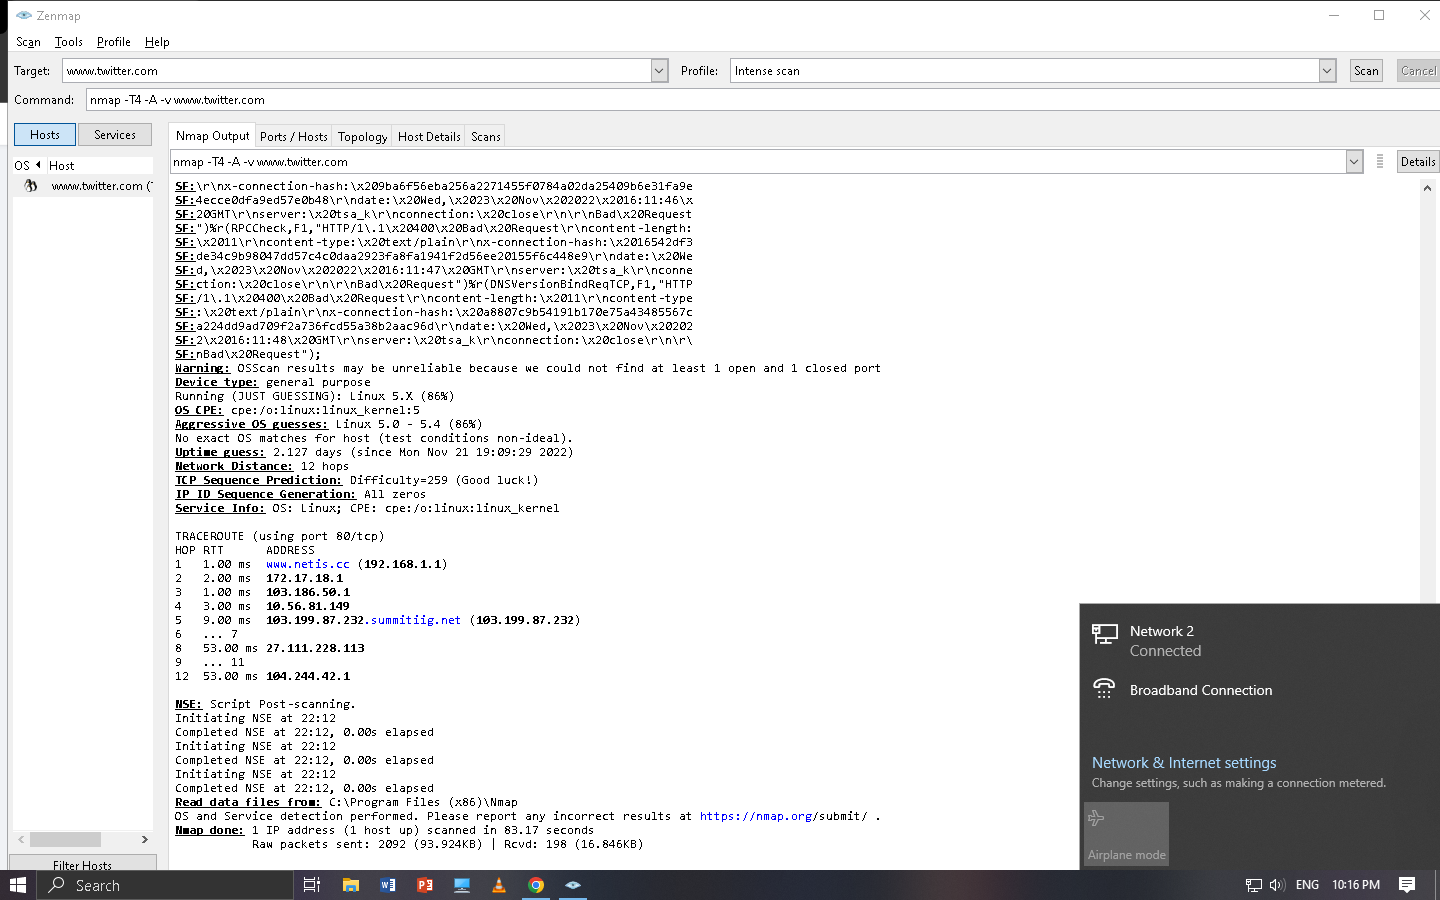 Zenmap
Scan Tools Profile Help
Target: www.twitter.com Profile: Intense scan Scan Cancel
Command: nmap -T4 -A -v www.twitter.com
Hosts Services
Nmap Output Ports / Hosts Topology Host Details Scans
OS Host
nmap -T4 -A -v www.twitter.com Details
www.twitter.com (
SF:\r\nx-connection-hash:\x209ba6f56eba256a2271455f0784a02da25409b6e31fa9e
SF:4ecce0dfa9ed57e0b48\r\ndate:\x20Wed,\x2023\x20Nov\x202022\x2016:11:46\x
SF:20GMT\r\nserver:\x20tsa_k\r\nconnection:\x20close\r\n\r\nBad\x20Request
SF:")%r(RPCCheck,F1,"HTTP/1\.1\x20400\x20Bad\x20Request\r\ncontent-length:
SF:\x2011\r\ncontent-type:\x20text/plain\r\nx-connection-hash:\x2016542df3
SF:de34c9b98047dd57c4c0daa2923fa8fa1941f2d56ee20155f6c448e9\r\ndate:\x20We
SF:d,\x2023\x20Nov\x202022\x2016:11:47\x20GMT\r\nserver:\x20tsa_k\r\nconne
SF:ction:\x20close\r\n\r\nBad\x20Request")%r(DNSVersionBindReqTCP,F1,"HTTP
SF:/1\.1\x20400\x20Bad\x20Request\r\ncontent-length:\x2011\r\ncontent-type
SF::\x20text/plain\r\nx-connection-hash:\x20a8807c9b54191b170e75a43485567c
SF:a224dd9ad709f2a736fcd55a38b2aac96d\r\ndate:\x20Wed,\x2023\x20Nov\x20202
SF:2\x2016:11:48\x20GMT\r\nserver:\x20tsa_k\r\nconnection:\x20close\r\n\r\
SF:nBad\x20Request");
Warning: OSScan results may be unreliable because we could not find at least 1 open and 1 closed port
Device type: general purpose
Running (JUST GUESSING): Linux 5.X (86%)
OS CPE: cpe:/o:linux:linux_kernel:5
Aggressive OS guesses: Linux 5.0 - 5.4 (86%)
No exact OS matches for host (test conditions non-ideal).
Uptime guess: 2.127 days (since Mon Nov 21 19:09:29 2022)
Network Distance: 12 hops
TCP Sequence Prediction: Difficulty=259 (Good luck!)
IP ID Sequence Generation: All zeros
Service Info: OS: Linux; CPE: cpe:/o:linux:linux_kernel
TRACEROUTE (using port 80/tcp)
HOP RTT ADDRESS
1 1.00 ms www.netis.cc (192.168.1.1)
2 2.00 ms 172.17.18.1
3 1.00 ms 103.186.50.1
4 3.00 ms 10.56.81.149
5 9.00 ms 103.199.87.232.summitiig.net (103.199.87.232)
6 ... 7
8 53.00 ms 27.111.228.113
9 ... 11
12 53.00 ms 104.244.42.1
NSE: Script Post-scanning.
Initiating NSE at 22:12
Completed NSE at 22:12, 0.00s elapsed
Initiating NSE at 22:12
Completed NSE at 22:12, 0.00s elapsed
Initiating NSE at 22:12
Completed NSE at 22:12, 0.00s elapsed
Read data files from: C:\Program Files (x86)\Nmap
OS and Service detection performed. Please report any incorrect results at https://nmap.org/submit/ .
Nmap done: 1 IP address (1 host up) scanned in 83.17 seconds
Raw packets sent: 2092 (93.924KB) | Rcvd: 198 (16.846KB)
Filter Hosts
Network 2
Connected
Broadband Connection
Network & Internet settings
Change settings, such as making a connection metered.
Airplane mode
Search
ENG 10:16 PM